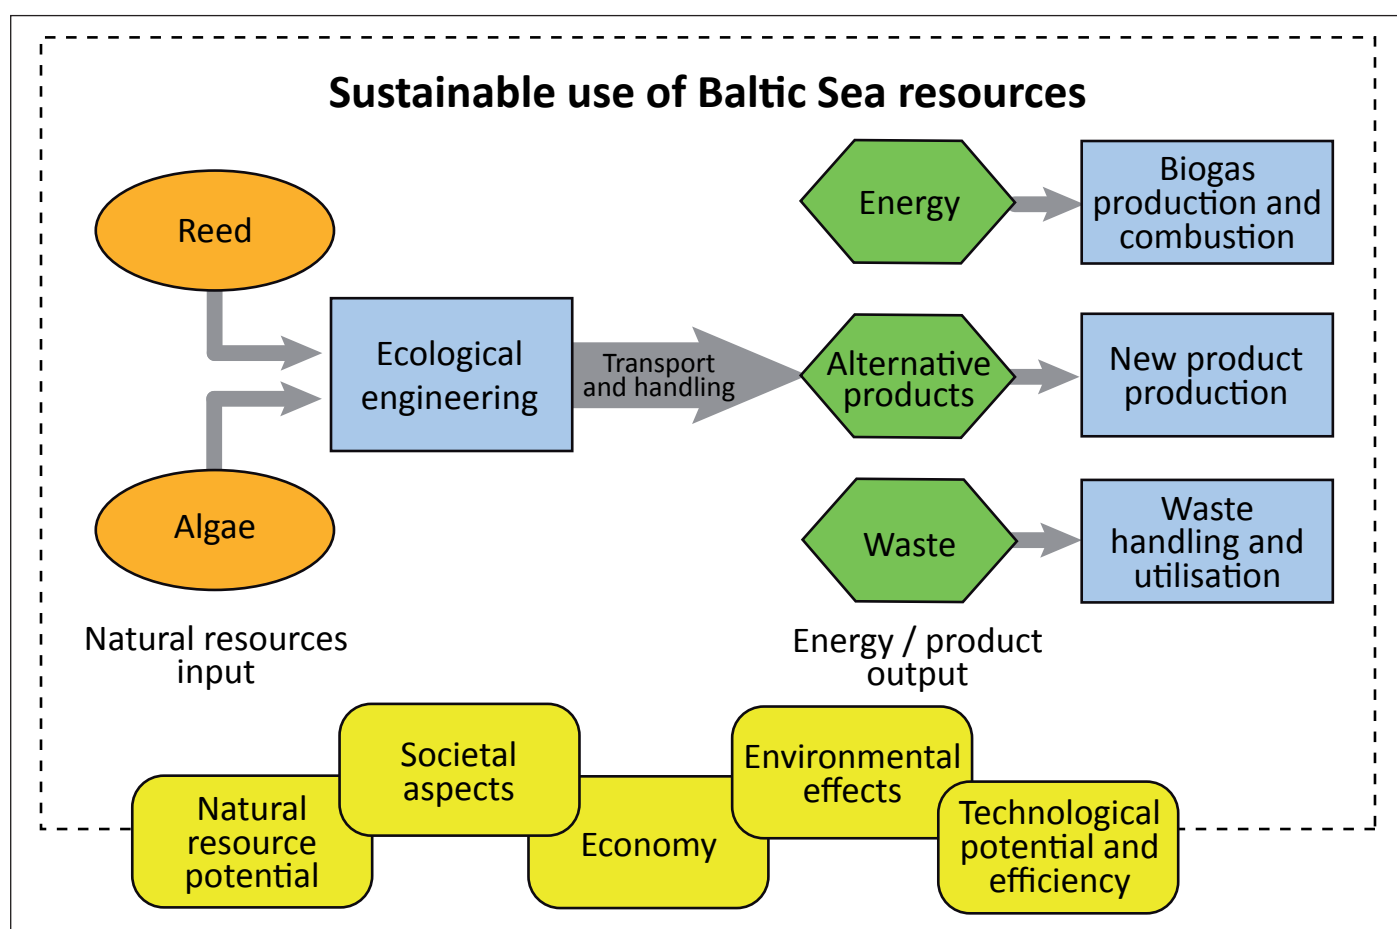 Sustainable use of Baltic Sea resources
Reed
Algae
Natural resources
input
Ecological
engineering
Transport
and handling
Energy
Alternative
products
Waste
Energy / product
output
Biogas
production and
combustion
New product
production
Waste
handling and
utilisation
Natural
resource
potential
Societal
aspects
Economy
Environmental
effects
Technological
potential and
efficiency